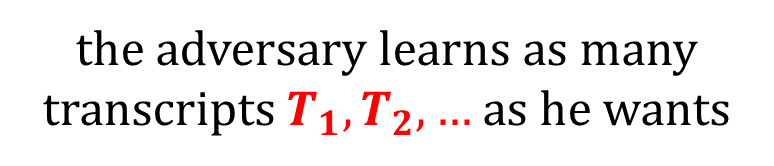 the adversary learns as many
transcripts T₁, T₂, ... as he wants